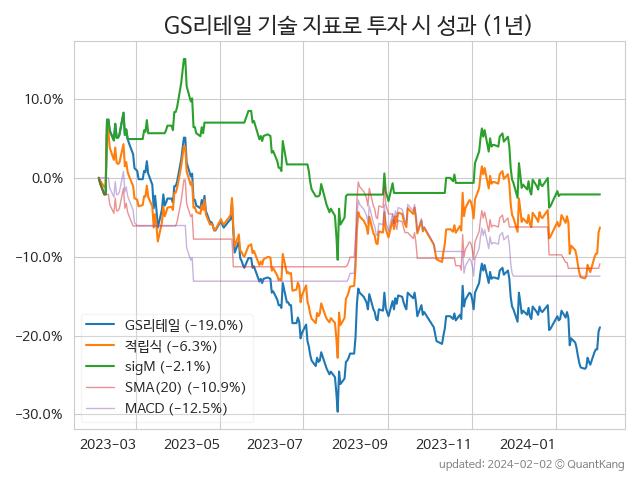 GS리테일 기술 지표로 투자 시 성과 (1년)
10.0%
0.0%
−10.0%
−20.0%
−30.0%
GS리테일 (−19.0%)
적립식 (−6.3%)
sigM (−2.1%)
SMA(20) (−10.9%)
MACD (−12.5%)
2023-03 2023-05 2023-07 2023-09 2023-11 2024-01
updated: 2024-02-02 © QuantKang